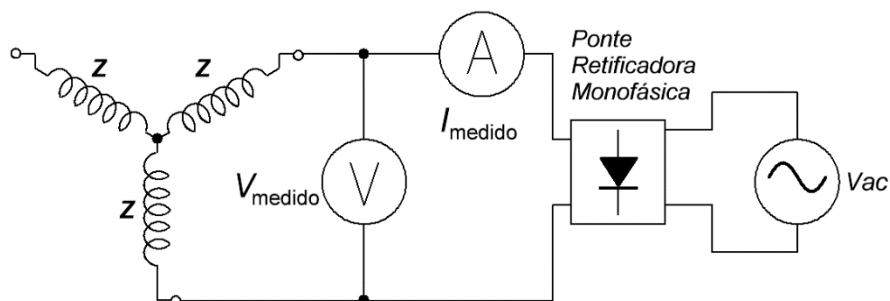 Z
Z
Z
V medido
A
I medido
V
Ponte
Retificadora
Monofásica
Vac